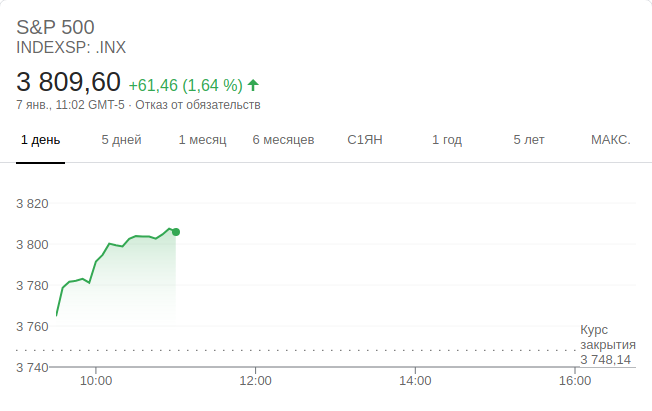 S&P 500
INDEXSP: .INX
3 809,60 +61,46 (1,64 %)
7 янв., 11:02 GMT-5 · Отказ от обязательств
1 день 5 дней 1 месяц 6 месяцев С1ЯН 1 год 5 лет МАКС.
3 820
3 800
3 780
3 760
3 740
Курс
закрытия
3 748,14
10:00 12:00 14:00 16:00